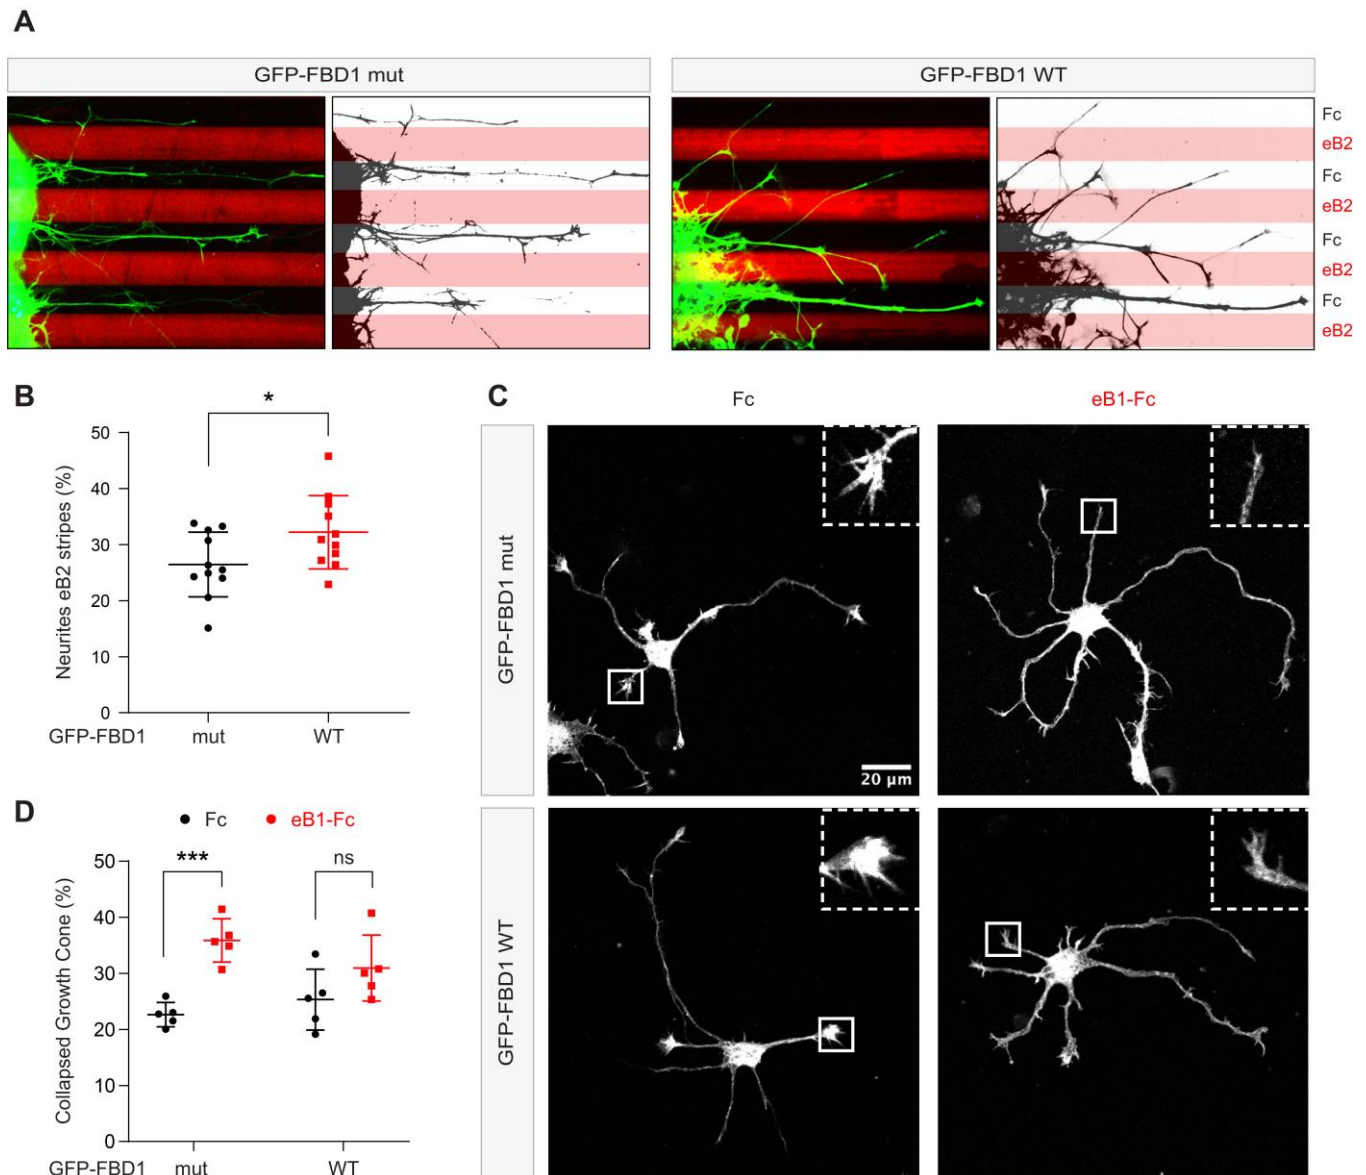 A
GFP-FBD1 mut
GFP-FBD1 WT
Fc
eB2
Fc
eB2
Fc
eB2
Fc
eB2
B
*
50
40
30
20
10
0
Neurites eB2 stripes (%)
GFP-FBD1 mut WT
C
Fc
eB1-Fc
GFP-FBD1 mut
20 μm
GFP-FBD1 WT
D
Fc eB1-Fc
*** ns
50
40
30
20
10
0
Collapsed Growth Cone (%)
GFP-FBD1 mut WT